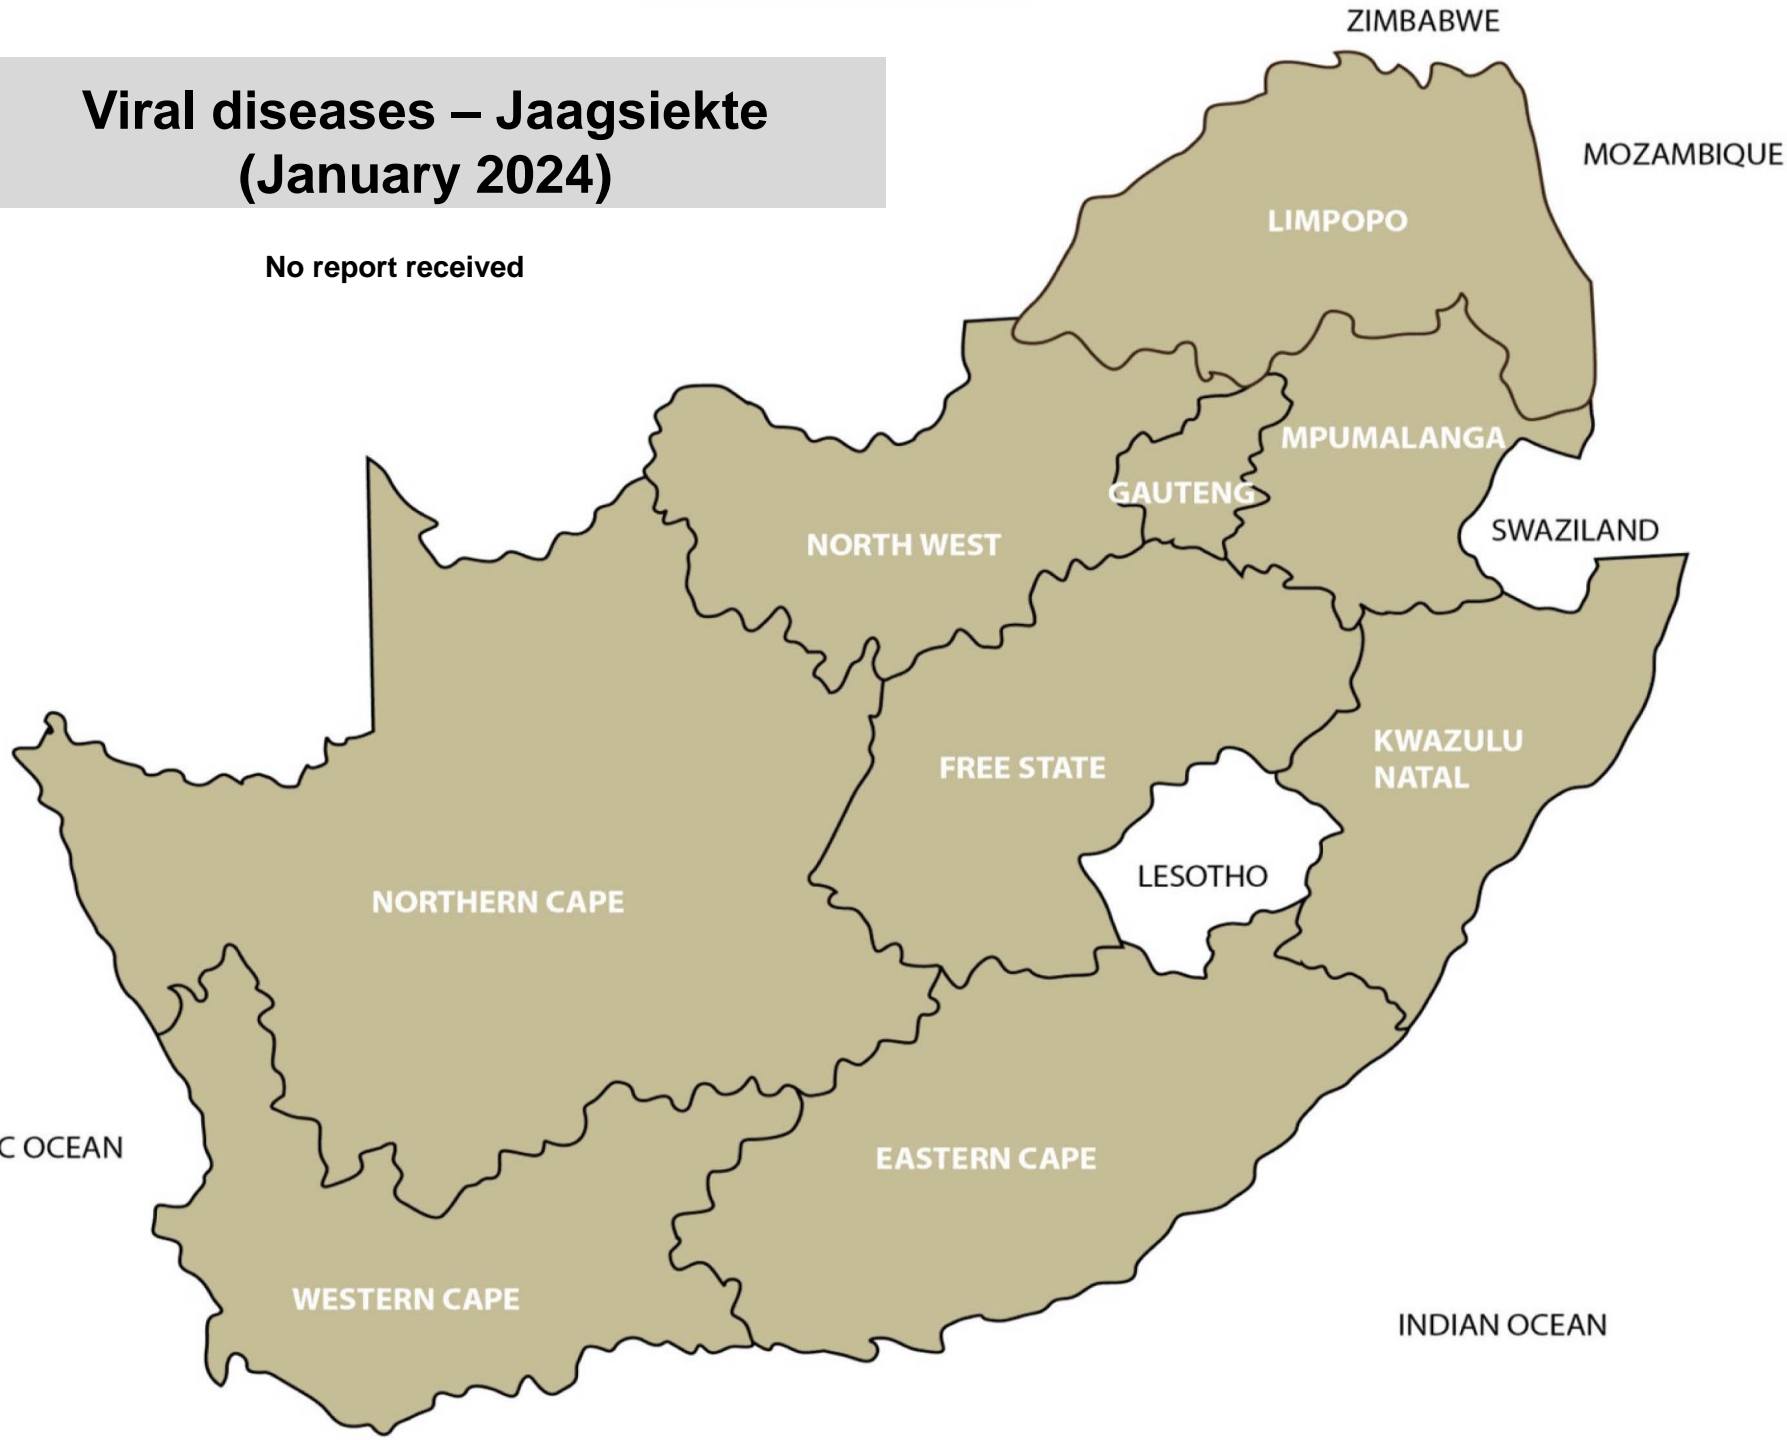 ZIMBABWE
Viral diseases – Jaagsiekte
(January 2024)
MOZAMBIQUE
LIMPOPO
No report received
MPUMALANGA
GAUTENG
SWAZILAND
NORTH WEST
KWAZULU
NATAL
FREE STATE
LESOTHO
NORTHERN CAPE
C OCEAN
EASTERN CAPE
WESTERN CAPE
INDIAN OCEAN